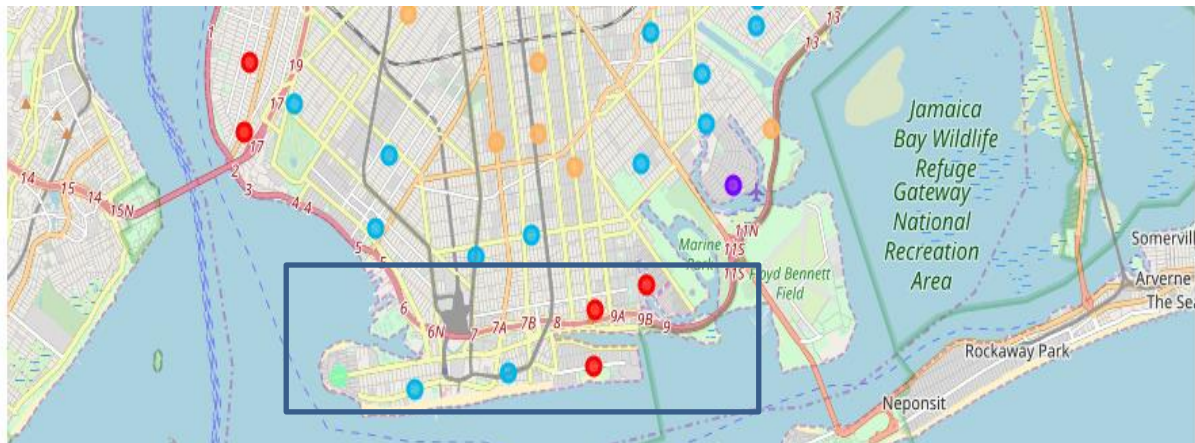 1
13
13
19
17
17
14
15
14
15N
2
3
4
4
5
5
6
6N
7
7A
7B
8
9A
9B
9
11N
11S
11S
Jamaica
Bay Wildlife
Refuge
Gateway
National
Recreation
Area
Marine
Park
Floyd Bennett
Field
Somervill
Arverne
The Sea
Rockaway Park
Neponsit